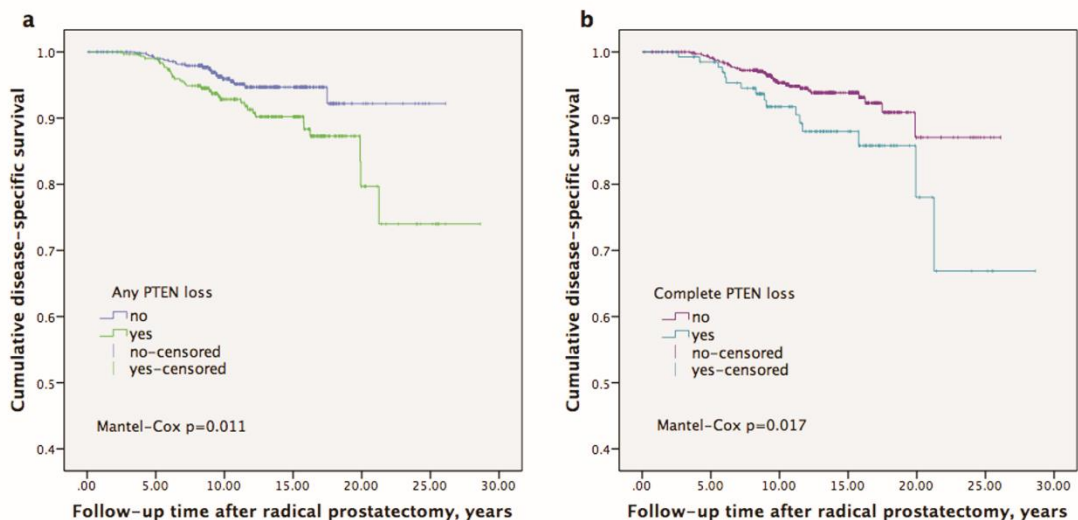 a
Cumulative disease-specific survival
1.0
0.9
0.8
0.7
0.6
0.5
0.4
Any PTEN loss
no
yes
no-censored
yes-censored
Mantel-Cox p=0.011
.00 5.00 10.00 15.00 20.00 25.00 30.00
Follow-up time after radical prostatectomy, years
b
Cumulative disease-specific survival
1.0
0.9
0.8
0.7
0.6
0.5
0.4
Complete PTEN loss
no
yes
no-censored
yes-censored
Mantel-Cox p=0.017
.00 5.00 10.00 15.00 20.00 25.00 30.00
Follow-up time after radical prostatectomy, years